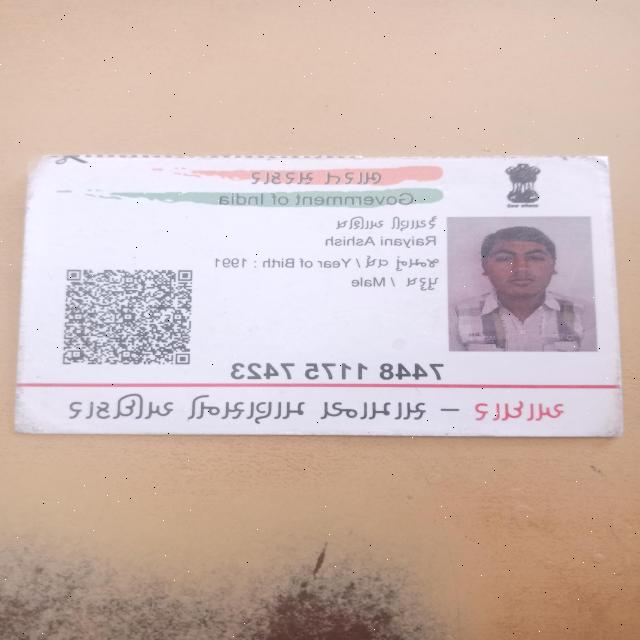 ભારત સરકાર
Government of India
રૈયાણી આશિષ
Raiyani Ashish
જન્મનું વર્ષ / Year of Birth : 1991
પુરુષ / Male
7448 1175 7423
આધાર – સામાન્ય માણસનો અધિકાર